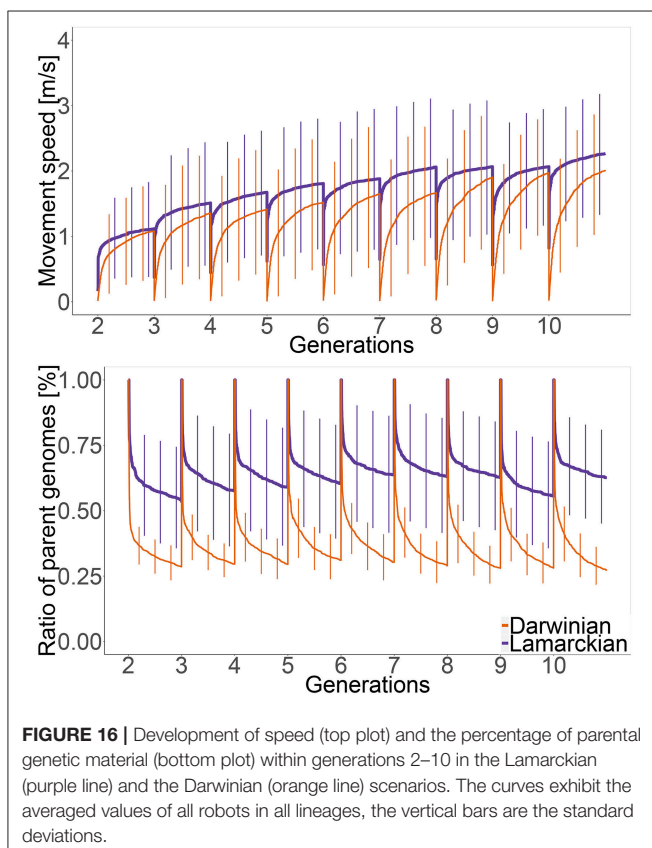 4
3
2
1
0
Movement speed [m/s]
2 3 4 5 6 7 8 9 10
Generations
1.00
0.75
0.50
0.25
0.00
Ratio of parent genomes [%]
Darwinian
Lamarckian
2 3 4 5 6 7 8 9 10
Generations
FIGURE 16 | Development of speed (top plot) and the percentage of parental
genetic material (bottom plot) within generations 2–10 in the Lamarckian
(purple line) and the Darwinian (orange line) scenarios. The curves exhibit the
averaged values of all robots in all lineages, the vertical bars are the standard
deviations.